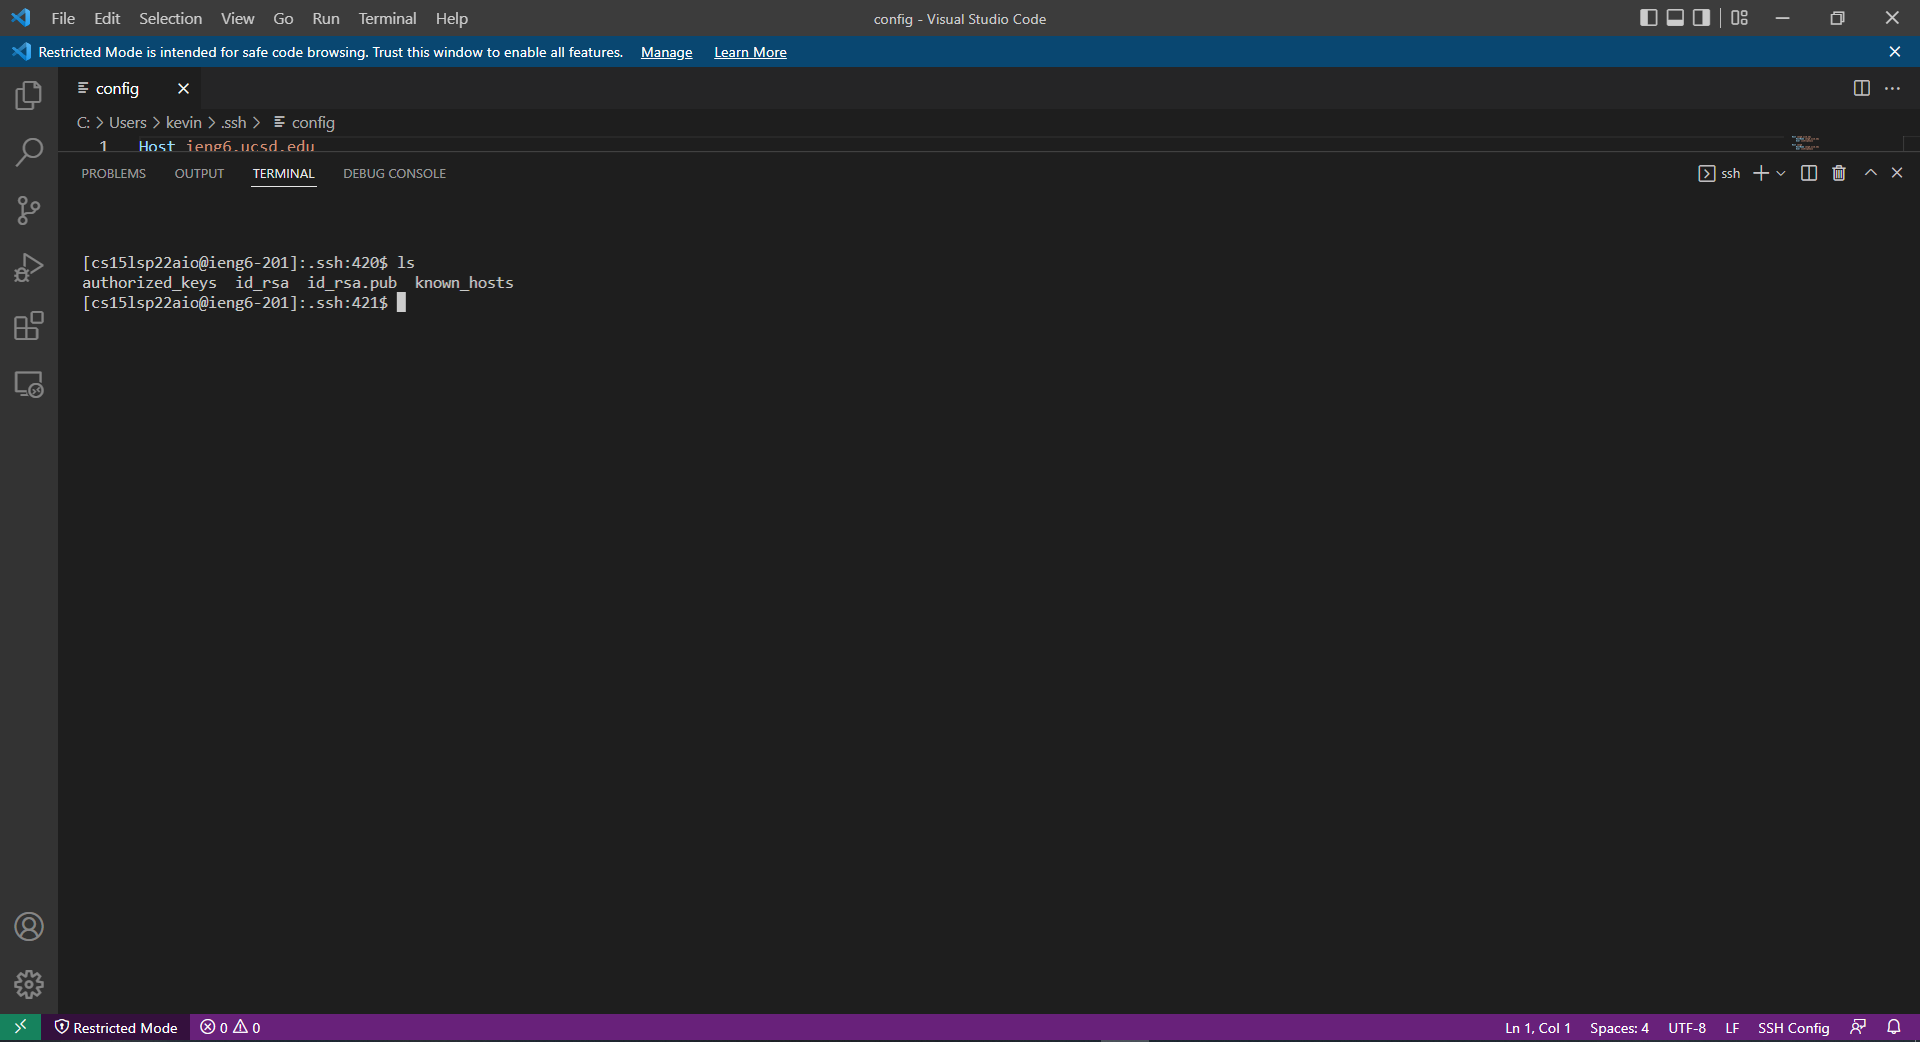 File Edit Selection View Go Run Terminal Help
config - Visual Studio Code
Restricted Mode is intended for safe code browsing. Trust this window to enable all features. Manage Learn More
config
C: > Users > kevin > .ssh > config
1 Host ieng6.ucsd.edu
PROBLEMS OUTPUT TERMINAL DEBUG CONSOLE
ssh
[cs15lsp22aio@ieng6-201]:.ssh:420$ ls
authorized_keys id_rsa id_rsa.pub known_hosts
[cs15lsp22aio@ieng6-201]:.ssh:421$
Restricted Mode 0 0
Ln 1, Col 1 Spaces: 4 UTF-8 LF SSH Config